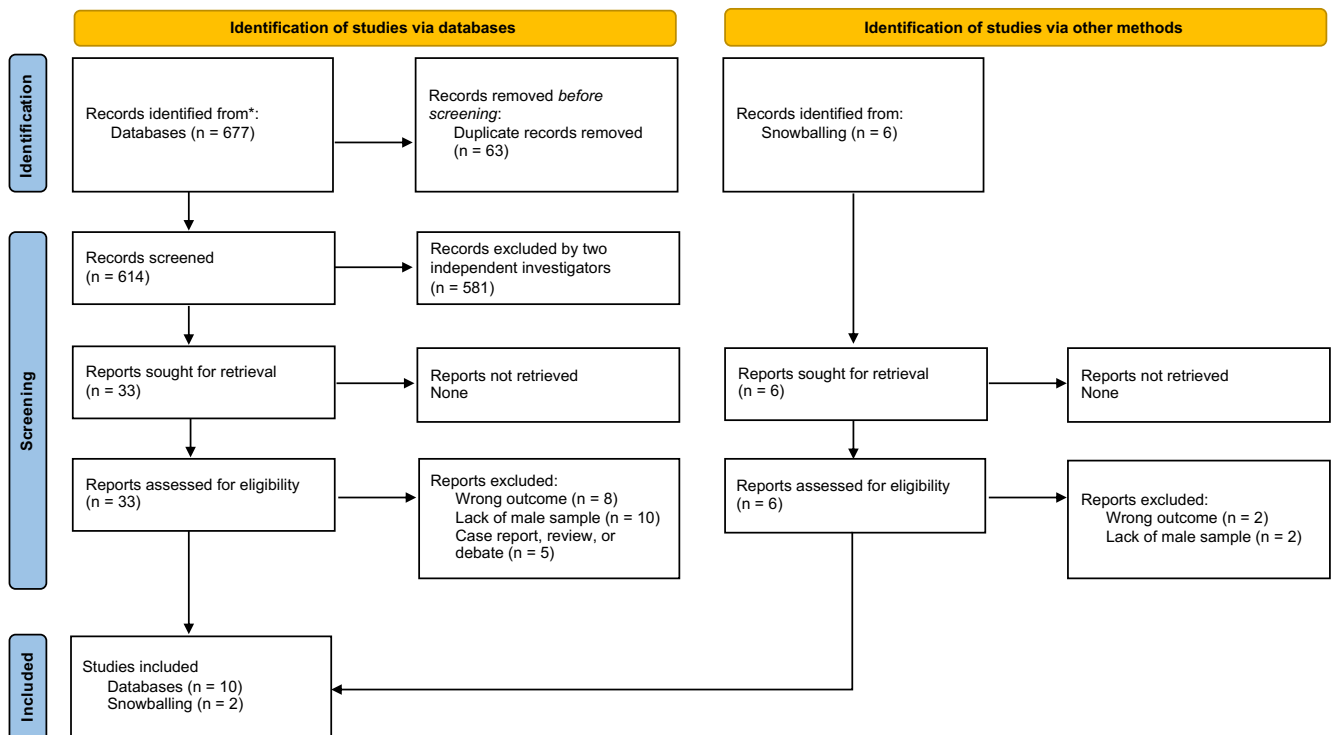 Identification of studies via databases
Identification of studies via other methods
Identification
Records identified from*:
Databases (n = 677)
Records removed before
screening:
Duplicate records removed
(n = 63)
Records identified from:
Snowballing (n = 6)
Screening
Records screened
(n = 614)
Records excluded by two
independent investigators
(n = 581)
Reports sought for retrieval
(n = 33)
Reports not retrieved
None
Reports sought for retrieval
(n = 6)
Reports not retrieved
None
Reports assessed for eligibility
(n = 33)
Reports excluded:
Wrong outcome (n = 8)
Lack of male sample (n = 10)
Case report, review, or
debate (n = 5)
Reports assessed for eligibility
(n = 6)
Reports excluded:
Wrong outcome (n = 2)
Lack of male sample (n = 2)
Included
Studies included
Databases (n = 10)
Snowballing (n = 2)